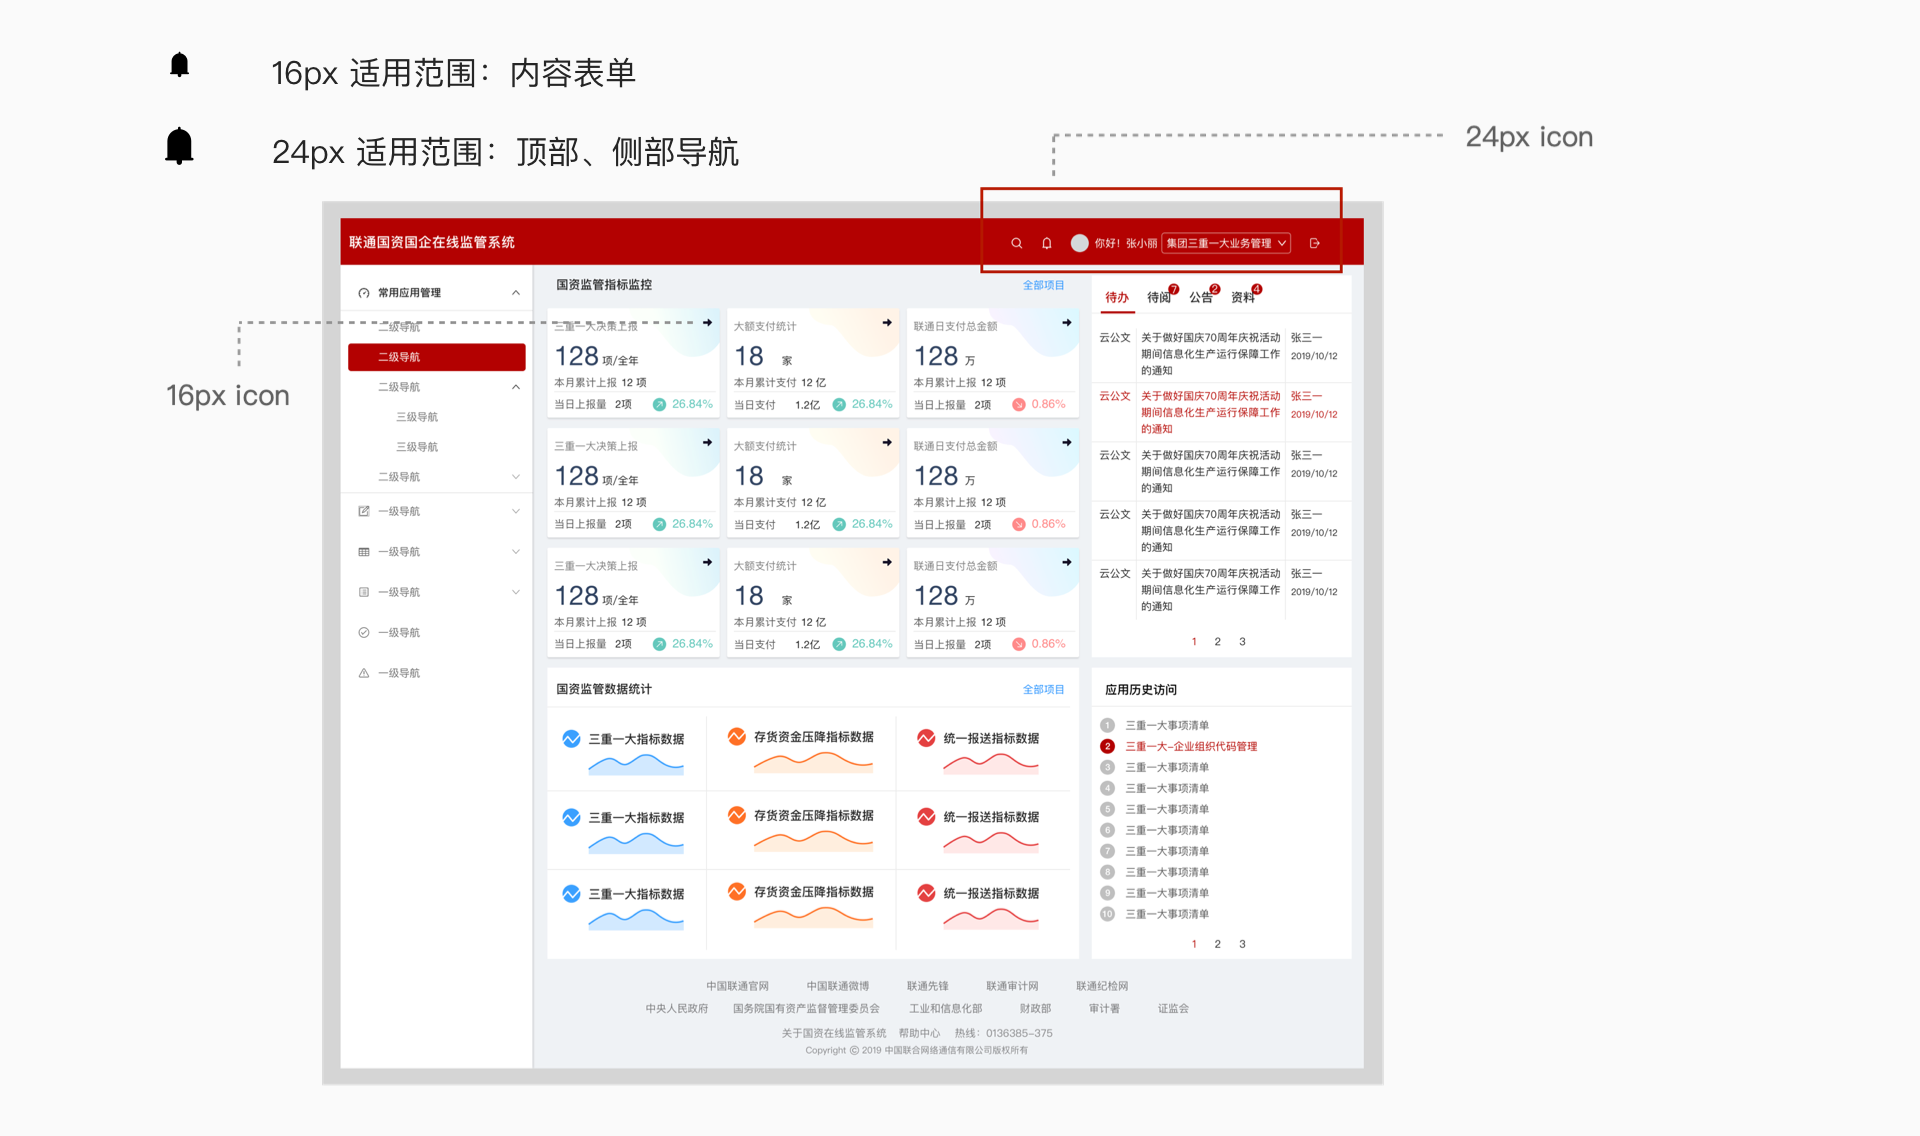 16px 适用范围：内容表单
24px 适用范围：顶部、侧部导航
24px icon
16px icon
联通国资国企在线监管系统
你好！张小丽 集团三重一大业务管理
常用应用管理
二级导航
二级导航
二级导航
三级导航
三级导航
二级导航
一级导航
一级导航
一级导航
一级导航
一级导航
国资监管指标监控 全部项目
三重一大决策上报 大额支付统计 联通日支付总金额
128 项/全年 18 家 128 万
本月累计上报 12 项 本月累计支付 12 亿 本月累计上报 12 项
当日上报量 2项 26.84% 当日支付 1.2亿 26.84% 当日上报量 2项 0.86%
三重一大决策上报 大额支付统计 联通日支付总金额
128 项/全年 18 家 128 万
本月累计上报 12 项 本月累计支付 12 亿 本月累计上报 12 项
当日上报量 2项 26.84% 当日支付 1.2亿 26.84% 当日上报量 2项 0.86%
三重一大决策上报 大额支付统计 联通日支付总金额
128 项/全年 18 家 128 万
本月累计上报 12 项 本月累计支付 12 亿 本月累计上报 12 项
当日上报量 2项 26.84% 当日支付 1.2亿 26.84% 当日上报量 2项 0.86%
待办 待阅 7 公告 2 资料 4
云公文 关于做好国庆70周年庆祝活动 张三一
期间信息化生产运行保障工作 2019/10/12
的通知
云公文 关于做好国庆70周年庆祝活动 张三一
期间信息化生产运行保障工作 2019/10/12
的通知
云公文 关于做好国庆70周年庆祝活动 张三一
期间信息化生产运行保障工作 2019/10/12
的通知
云公文 关于做好国庆70周年庆祝活动 张三一
期间信息化生产运行保障工作 2019/10/12
的通知
云公文 关于做好国庆70周年庆祝活动 张三一
期间信息化生产运行保障工作 2019/10/12
的通知
1 2 3
国资监管数据统计 全部项目
三重一大指标数据 存货资金压降指标数据 统一报送指标数据
三重一大指标数据 存货资金压降指标数据 统一报送指标数据
三重一大指标数据 存货资金压降指标数据 统一报送指标数据
应用历史访问
1 三重一大事项清单
2 三重一大-企业组织代码管理
3 三重一大事项清单
4 三重一大事项清单
5 三重一大事项清单
6 三重一大事项清单
7 三重一大事项清单
8 三重一大事项清单
9 三重一大事项清单
10 三重一大事项清单
1 2 3
中国联通官网 中国联通微博 联通先锋 联通审计网 联通纪检网
中央人民政府 国务院国有资产监督管理委员会 工业和信息化部 财政部 审计署 证监会
关于国资在线监管系统 帮助中心 热线：0136385-375
Copyright © 2019 中国联合网络通信有限公司版权所有